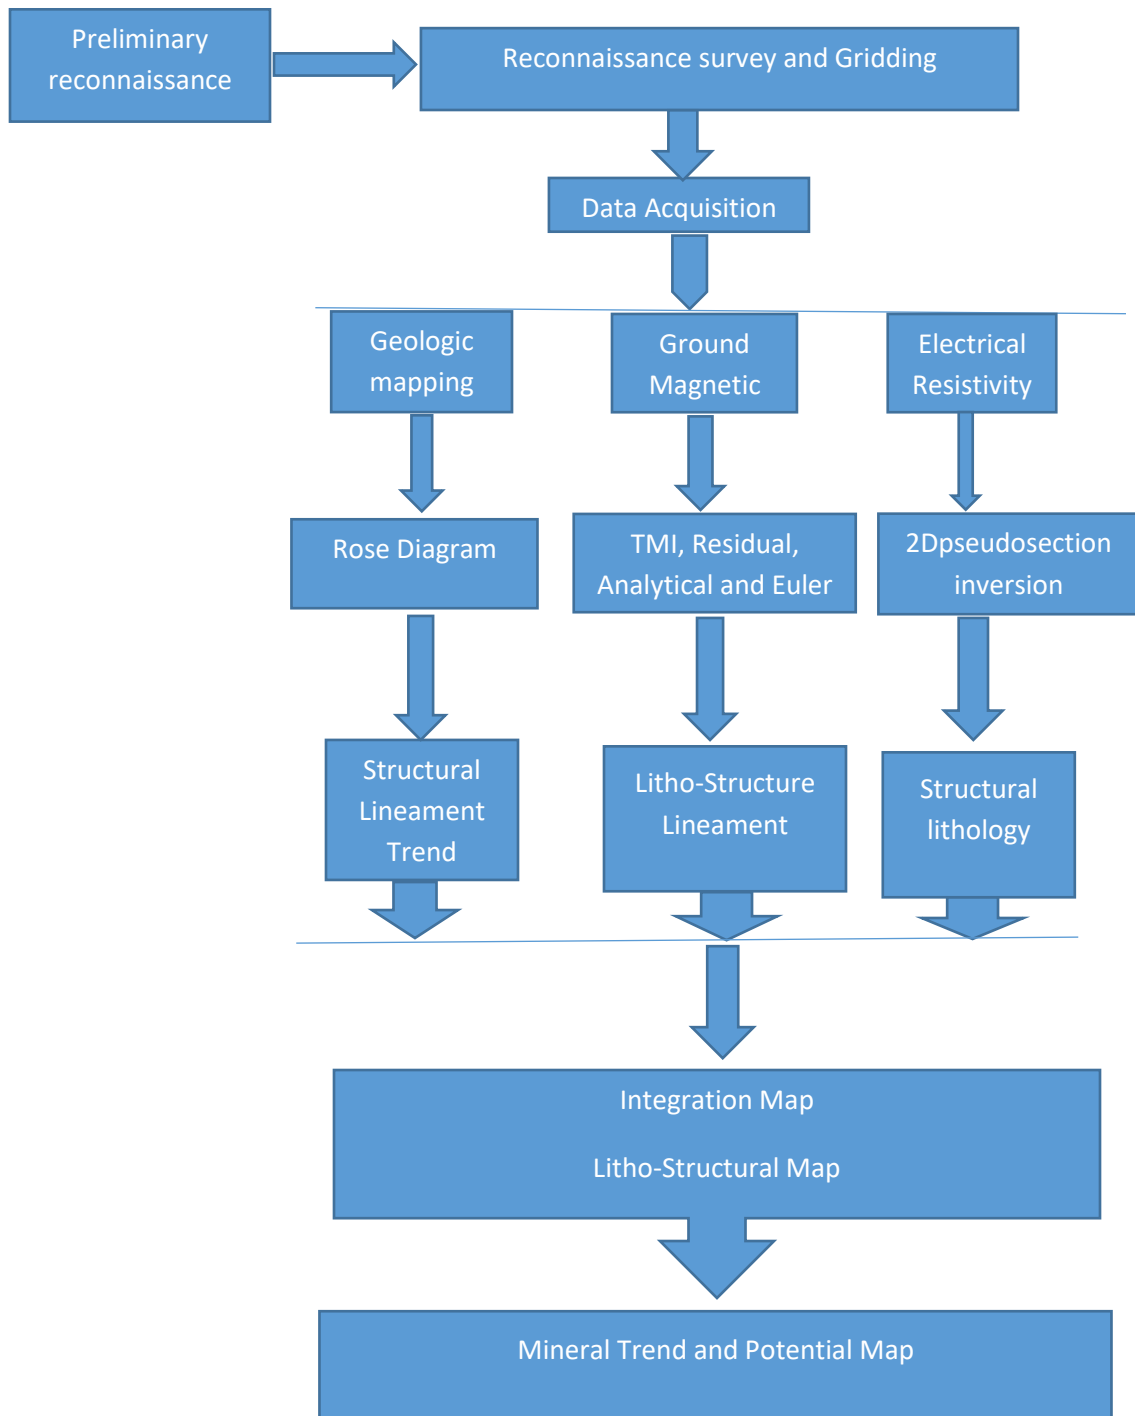 Preliminary
reconnaissance
Reconnaissance survey and Gridding
Data Acquisition
Geologic
mapping
Ground
Magnetic
Electrical
Resistivity
Rose Diagram
TMI, Residual,
Analytical and Euler
2Dpseudosection
inversion
Structural
Lineament
Trend
Litho-Structure
Lineament
Structural
lithology
Integration Map
Litho-Structural Map
Mineral Trend and Potential Map